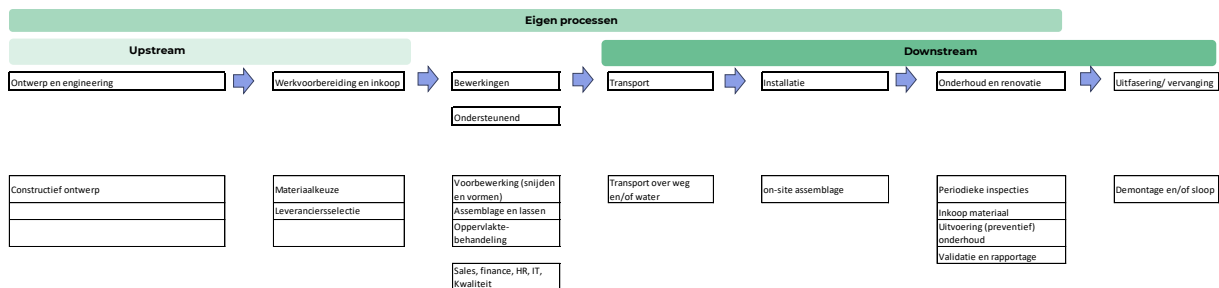 Eigen processen
Upstream
Downstream
Ontwerp en engineering
Werkvoorbereiding en inkoop
Bewerkingen
Transport
Installatie
Onderhoud en renovatie
Uitfasering/ vervanging
Ondersteunend
Constructief ontwerp
Materiaalkeuze
Voorbewerking (snijden
en vormen)
Transport over weg
en/of water
on-site assemblage
Periodieke inspecties
Demontage en/of sloop
Leveranciersselectie
Assemblage en lassen
Inkoop materiaal
Oppervlakte-
behandeling
Uitvoering (preventief)
onderhoud
Validatie en rapportage
Sales, finance, HR, IT,
Kwaliteit